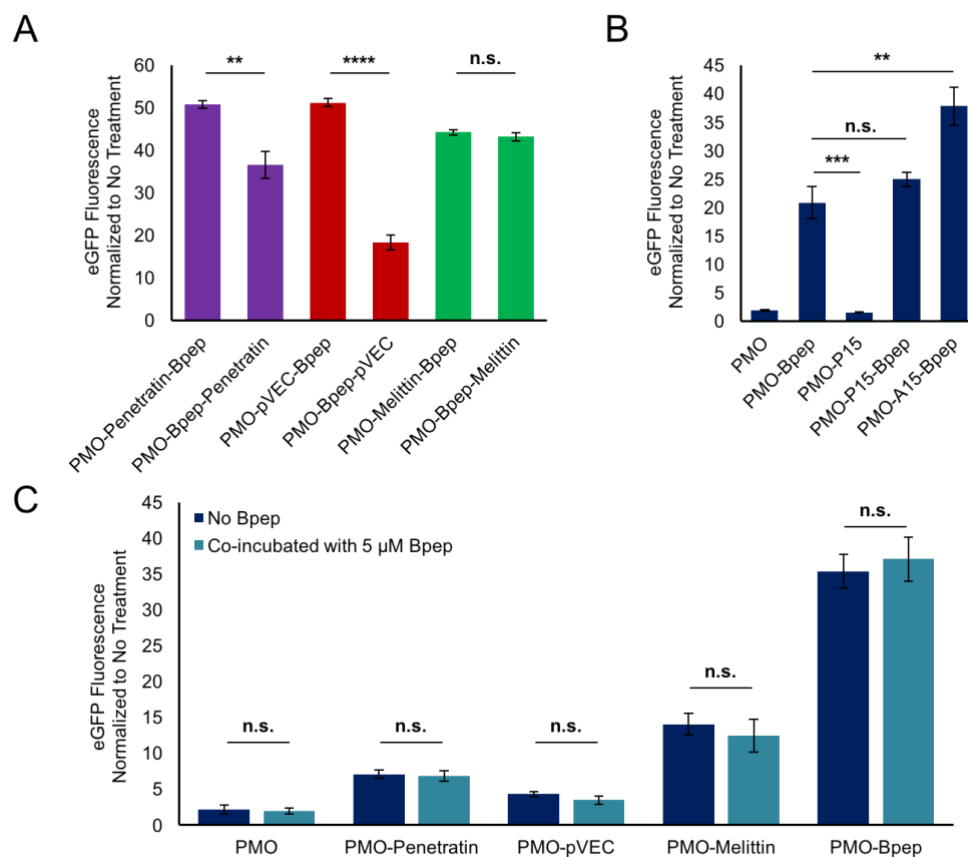 A
eGFP Fluorescence
Normalized to No Treatment
60
50
40
30
20
10
0
**
****
n.s.
PMO-Penetratin-Bpep
PMO-Bpep-Penetratin
PMO-pVEC-Bpep
PMO-Bpep-pVEC
PMO-Melittin-Bpep
PMO-Bpep-Melittin
B
eGFP Fluorescence
Normalized to No Treatment
45
40
35
30
25
20
15
10
5
0
**
n.s.
***
PMO
PMO-Bpep
PMO-P15
PMO-P15-Bpep
PMO-A15-Bpep
C
eGFP Fluorescence
Normalized to No Treatment
45
40
35
30
25
20
15
10
5
0
No Bpep
Co-incubated with 5 µM Bpep
n.s.
n.s.
n.s.
n.s.
n.s.
PMO
PMO-Penetratin
PMO-pVEC
PMO-Melittin
PMO-Bpep